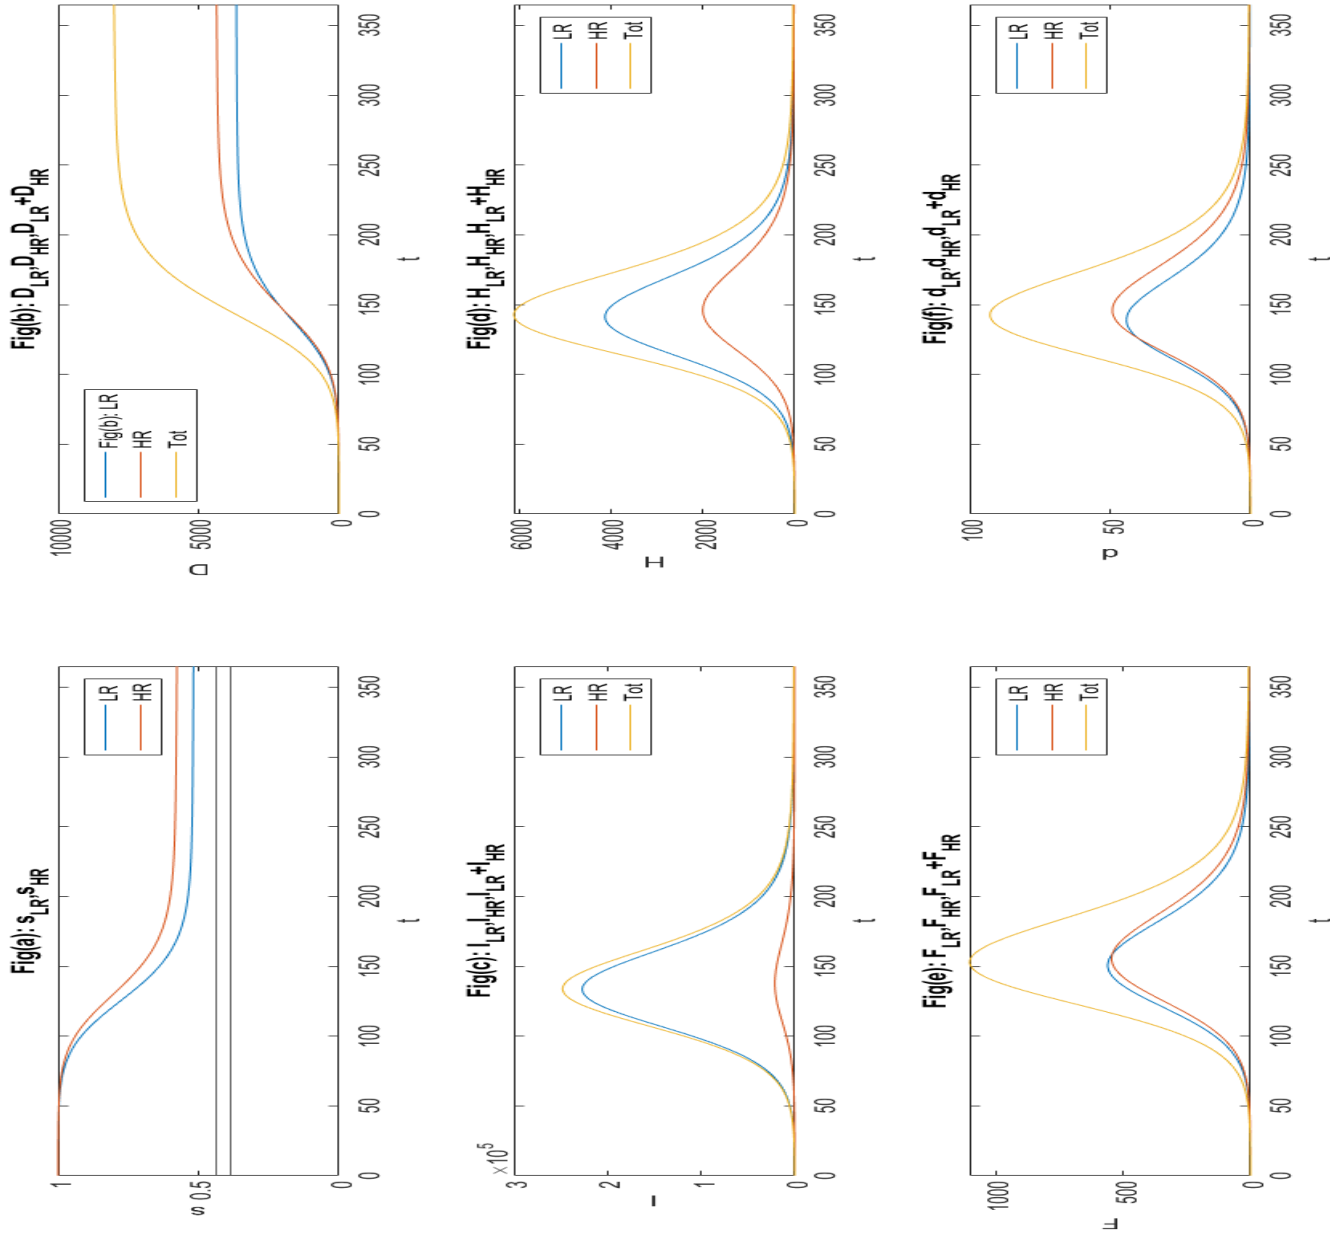 Fig(a): s_LR,s_HR
1
0.5
0
s
0
50
100
150
200
250
300
350
t
LR
HR
Fig(b): D_LR,D_HR,D_LR+D_HR
10000
5000
0
D
0
50
100
150
200
250
300
350
t
Fig(b): LR
HR
Tot
Fig(c): I_LR,I_HR,I_LR+I_HR
×10^5
3
2
1
0
I
0
50
100
150
200
250
300
350
t
LR
HR
Tot
Fig(d): H_LR,H_HR,H_LR+H_HR
6000
4000
2000
0
H
0
50
100
150
200
250
300
350
t
LR
HR
Tot
Fig(e): F_LR,F_HR,F_LR+F_HR
1000
500
0
F
0
50
100
150
200
250
300
350
t
LR
HR
Tot
Fig(f): d_LR,d_HR,d_LR+d_HR
100
50
0
d
0
50
100
150
200
250
300
350
t
LR
HR
Tot